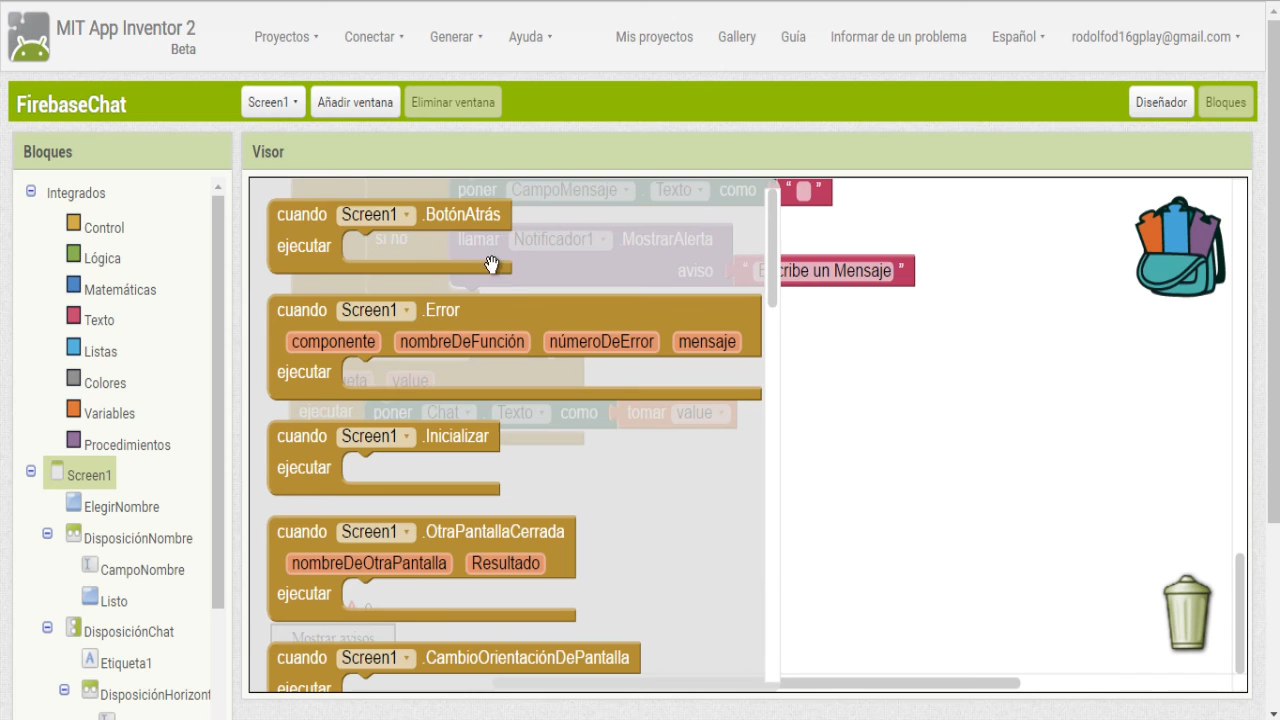 MIT App Inventor 2
Beta
Proyectos Conectar Generar Ayuda Mis proyectos Gallery Guía Informar de un problema Español rodolfod16gplay@gmail.com
FirebaseChat Screen1 Añadir ventana Eliminar ventana Diseñador Bloques
Bloques
Visor
Integrados
Control
Lógica
Matemáticas
Texto
Listas
Colores
Variables
Procedimientos
Screen1
ElegirNombre
DisposiciónNombre
CampoNombre
Listo
DisposiciónChat
Etiqueta1
DisposiciónHorizont
poner CampoMensaje . Texto como “ ”
cuando Screen1 .BotónAtrás
ejecutar
si no llamar Notificador1 .MostrarAlerta
aviso “ Escribe un Mensaje ”
cuando Screen1 .Error
componente nombreDeFunción númeroDeError mensaje
ejecutar
value
ejecutar poner Chat . Texto como tomar value
cuando Screen1 .Inicializar
ejecutar
cuando Screen1 .OtraPantallaCerrada
nombreDeOtraPantalla Resultado
ejecutar
Mostrar avisos
cuando Screen1 .CambioOrientaciónDePantalla
ejecutar